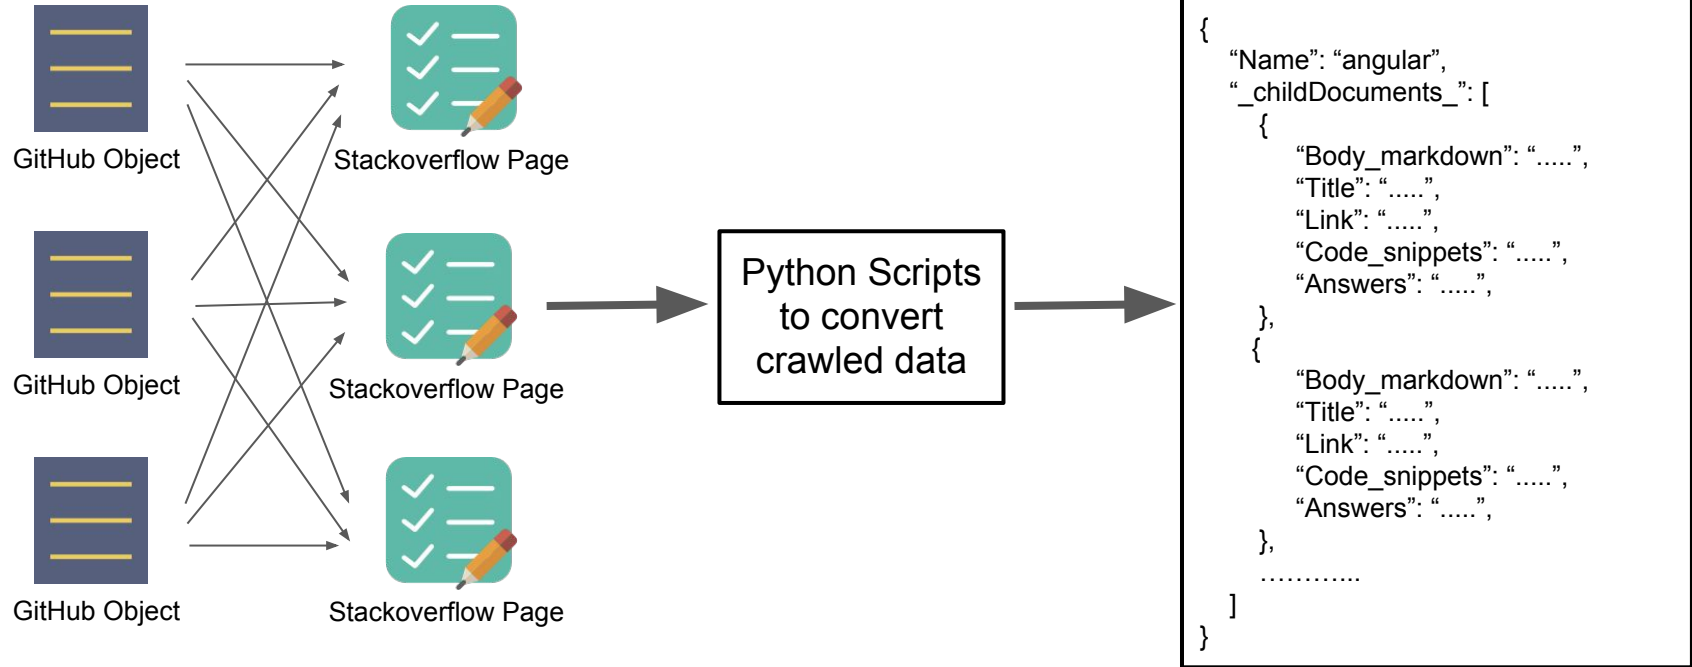 GitHub Object
Stackoverflow Page
GitHub Object
Stackoverflow Page
GitHub Object
Stackoverflow Page
Python Scripts
to convert
crawled data
{
“Name”: “angular”,
“_childDocuments_”: [
{
“Body_markdown”: “.....”,
“Title”: “.....”,
“Link”: “.....”,
“Code_snippets”: “.....”,
“Answers”: “.....”,
},
{
“Body_markdown”: “.....”,
“Title”: “.....”,
“Link”: “.....”,
“Code_snippets”: “.....”,
“Answers”: “.....”,
},
………...
]
}